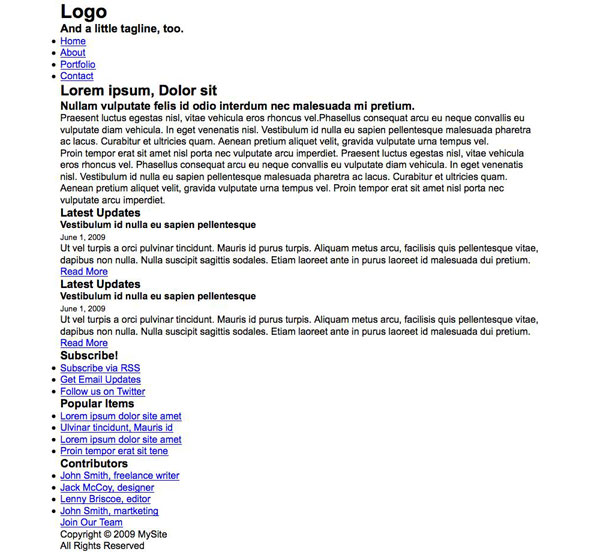 Logo
And a little tagline, too.
Home
About
Portfolio
Contact
Lorem ipsum, Dolor sit
Nullam vulputate felis id odio interdum nec malesuada mi pretium.
Praesent luctus egestas nisl, vitae vehicula eros rhoncus vel.Phasellus consequat arcu eu neque convallis eu
vulputate diam vehicula. In eget venenatis nisl. Vestibulum id nulla eu sapien pellentesque malesuada pharetra
ac lacus. Curabitur et ultricies quam. Aenean pretium aliquet velit, gravida vulputate urna tempus vel.
Proin tempor erat sit amet nisl porta nec vulputate arcu imperdiet. Praesent luctus egestas nisl, vitae vehicula
eros rhoncus vel. Phasellus consequat arcu eu neque convallis eu vulputate diam vehicula. In eget venenatis
nisl. Vestibulum id nulla eu sapien pellentesque malesuada pharetra ac lacus. Curabitur et ultricies quam.
Aenean pretium aliquet velit, gravida vulputate urna tempus vel. Proin tempor erat sit amet nisl porta nec
vulputate arcu imperdiet.
Latest Updates
Vestibulum id nulla eu sapien pellentesque
June 1, 2009
Ut vel turpis a orci pulvinar tincidunt. Mauris id purus turpis. Aliquam metus arcu, facilisis quis pellentesque vitae,
dapibus non nulla. Nulla suscipit sagittis sodales. Etiam laoreet ante in purus laoreet id malesuada dui pretium.
Read More
Latest Updates
Vestibulum id nulla eu sapien pellentesque
June 1, 2009
Ut vel turpis a orci pulvinar tincidunt. Mauris id purus turpis. Aliquam metus arcu, facilisis quis pellentesque vitae,
dapibus non nulla. Nulla suscipit sagittis sodales. Etiam laoreet ante in purus laoreet id malesuada dui pretium.
Read More
Subscribe!
Subscribe via RSS
Get Email Updates
Follow us on Twitter
Popular Items
Lorem ipsum dolor site amet
Ulvinar tincidunt, Mauris id
Lorem ipsum dolor site amet
Proin tempor erat sit tene
Contributors
John Smith, freelance writer
Jack McCoy, designer
Lenny Briscoe, editor
John Smith, martketing
Join Our Team
Copyright © 2009 MySite
All Rights Reserved